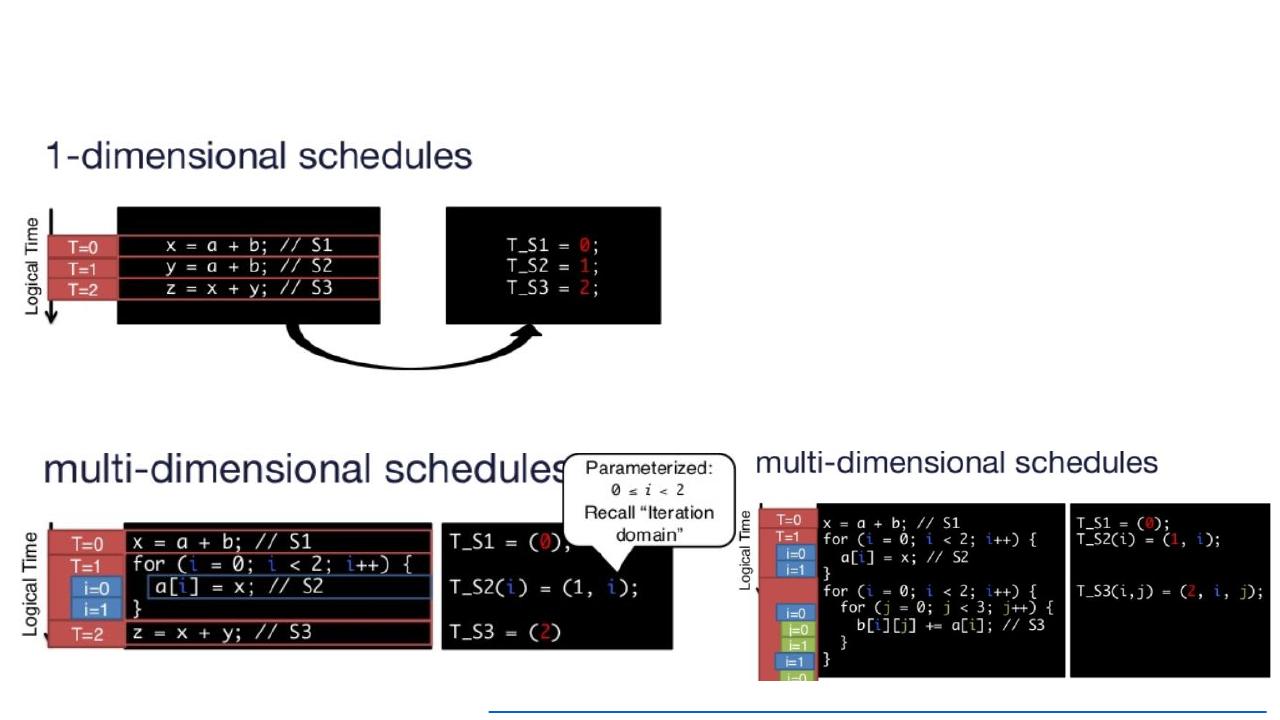 1-dimensional schedules
Logical Time
T=0
T=1
T=2
x = a + b; // S1
y = a + b; // S2
z = x + y; // S3
T_S1 = 0;
T_S2 = 1;
T_S3 = 2;
multi-dimensional schedules
Parameterized:
0 ≤ i < 2
Recall “Iteration
domain”
Logical Time
T=0
T=1
i=0
i=1
T=2
x = a + b; // S1
for (i = 0; i < 2; i++) {
a[i] = x; // S2
}
z = x + y; // S3
T_S1 = (0);
T_S2(i) = (1, i);
T_S3 = (2)
multi-dimensional schedules
Logical Time
T=0
T=1
i=0
i=1
i=0
j=0
i=1
i=1
x = a + b; // S1
for (i = 0; i < 2; i++) {
a[i] = x; // S2
}
for (i = 0; i < 2; i++) {
for (j = 0; j < 3; j++) {
b[i][j] += a[i]; // S3
}
}
T_S1 = (0);
T_S2(i) = (1, i);
T_S3(i,j) = (2, i, j);